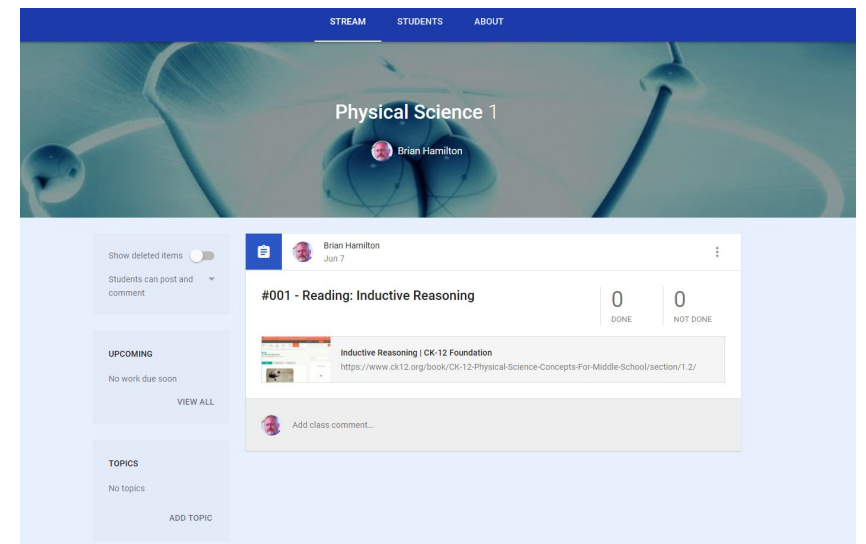 STREAM STUDENTS ABOUT
Physical Science 1
Brian Hamilton
Show deleted items
Students can post and
comment
UPCOMING
No work due soon
VIEW ALL
TOPICS
No topics
ADD TOPIC
Brian Hamilton
Jun 7
#001 - Reading: Inductive Reasoning
0 0
DONE NOT DONE
Inductive Reasoning | CK-12 Foundation
https://www.ck12.org/book/CK-12-Physical-Science-Concepts-For-Middle-School/section/1.2/
Add class comment...